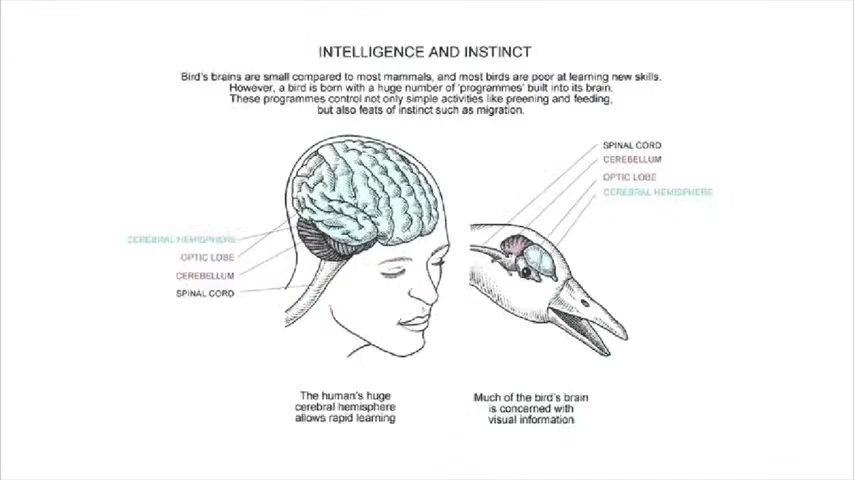 INTELLIGENCE AND INSTINCT
Bird's brains are small compared to most mammals, and most birds are poor at learning new skills.
However, a bird is born with a huge number of 'programmes' built into its brain.
These programmes control not only simple activities like preening and feeding,
but also feats of instinct such as migration.
CEREBRAL HEMISPHERE
OPTIC LOBE
CEREBELLUM
SPINAL CORD
SPINAL CORD
CEREBELLUM
OPTIC LOBE
CEREBRAL HEMISPHERE
The human's huge
cerebral hemisphere
allows rapid learning
Much of the bird's brain
is concerned with
visual information